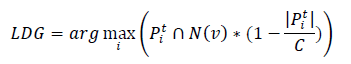 LDG = arg max_i (P_i^t ∩ N(v) * (1 − |P_i^t| / C))